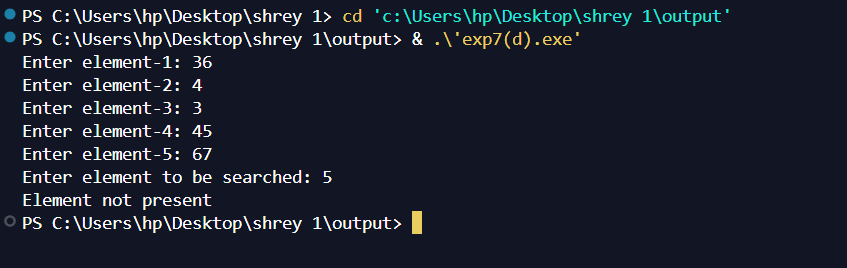 PS C:\Users\hp\Desktop\shrey 1> cd 'c:\Users\hp\Desktop\shrey 1\output'
PS C:\Users\hp\Desktop\shrey 1\output> & .\'exp7(d).exe'
Enter element-1: 36
Enter element-2: 4
Enter element-3: 3
Enter element-4: 45
Enter element-5: 67
Enter element to be searched: 5
Element not present
PS C:\Users\hp\Desktop\shrey 1\output>